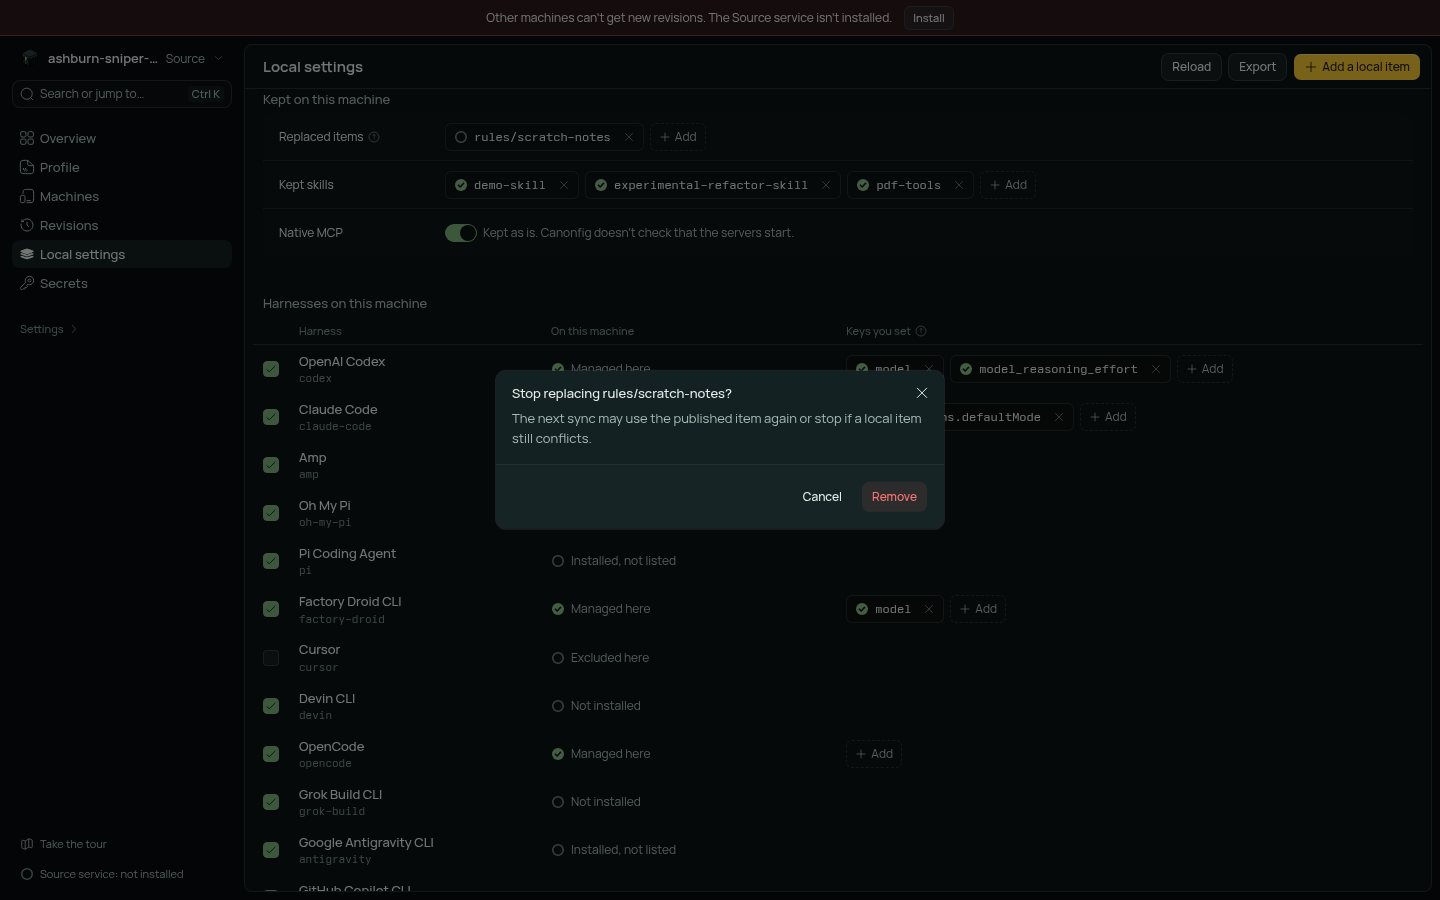 Other machines can't get new revisions. The Source service isn't installed. Install
ashburn-sniper-... Source
Search or jump to... Ctrl K
Overview
Profile
Machines
Revisions
Local settings
Secrets
Settings
Take the tour
Source service: not installed
Local settings
Reload Export + Add a local item
Kept on this machine
Replaced items rules/scratch-notes + Add
Kept skills demo-skill experimental-refactor-skill pdf-tools + Add
Native MCP Kept as is. Canonfig doesn't check that the servers start.
Harnesses on this machine
Harness On this machine Keys you set
OpenAI Codex Managed here model model_reasoning_effort + Add
codex
Claude Code ns.defaultMode + Add
claude-code
Amp
amp
Oh My Pi
oh-my-pi
Pi Coding Agent Installed, not listed
pi
Factory Droid CLI Managed here model + Add
factory-droid
Cursor Excluded here
cursor
Devin CLI Not installed
devin
OpenCode Managed here + Add
opencode
Grok Build CLI Not installed
grok-build
Google Antigravity CLI Installed, not listed
antigravity
GitHub Copilot CLI
Stop replacing rules/scratch-notes?
The next sync may use the published item again or stop if a local item
still conflicts.
Cancel Remove